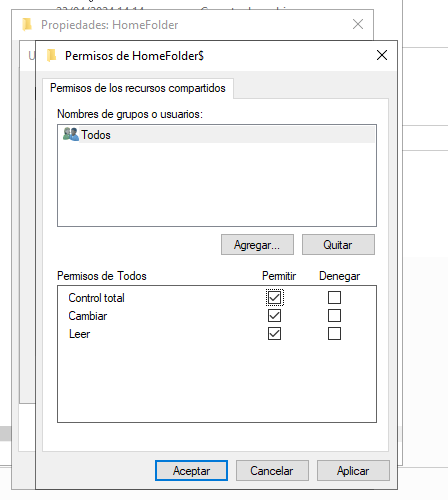 Propiedades: HomeFolder
Permisos de HomeFolder$
Permisos de los recursos compartidos
Nombres de grupos o usuarios:
Todos
Agregar... Quitar
Permisos de Todos Permitir Denegar
Control total
Cambiar
Leer
Aceptar Cancelar Aplicar